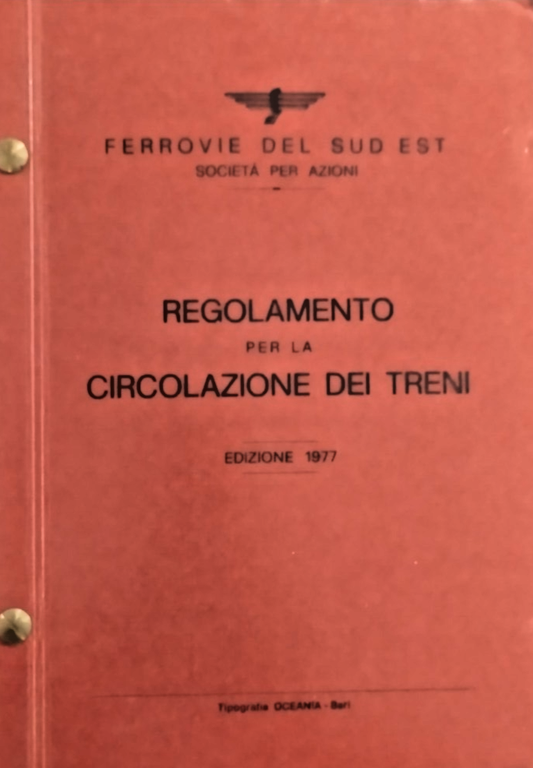 FERROVIE DEL SUD EST
SOCIETÀ PER AZIONI
REGOLAMENTO
PER LA
CIRCOLAZIONE DEI TRENI
EDIZIONE 1977
Tipografia OCEANIA - Bari